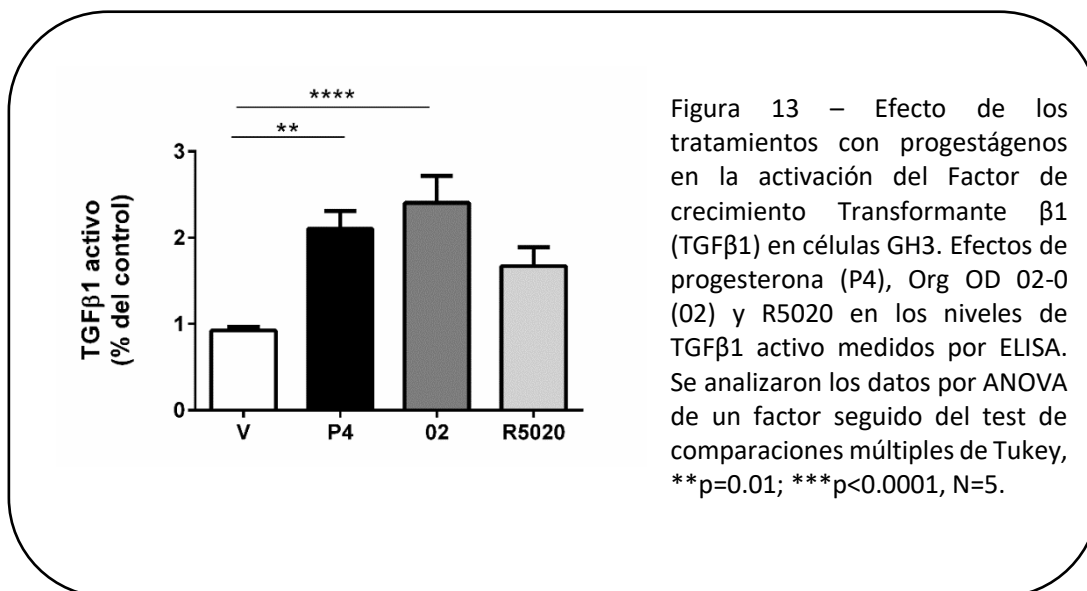 ****
**
3
2
1
0
TGFβ1 activo
(% del control)
V P4 02 R5020
Figura 13 – Efecto de los
tratamientos con progestágenos
en la activación del Factor de
crecimiento Transformante β1
(TGFβ1) en células GH3. Efectos de
progesterona (P4), Org OD 02-0
(02) y R5020 en los niveles de
TGFβ1 activo medidos por ELISA.
Se analizaron los datos por ANOVA
de un factor seguido del test de
comparaciones múltiples de Tukey,
**p=0.01; ***p<0.0001, N=5.